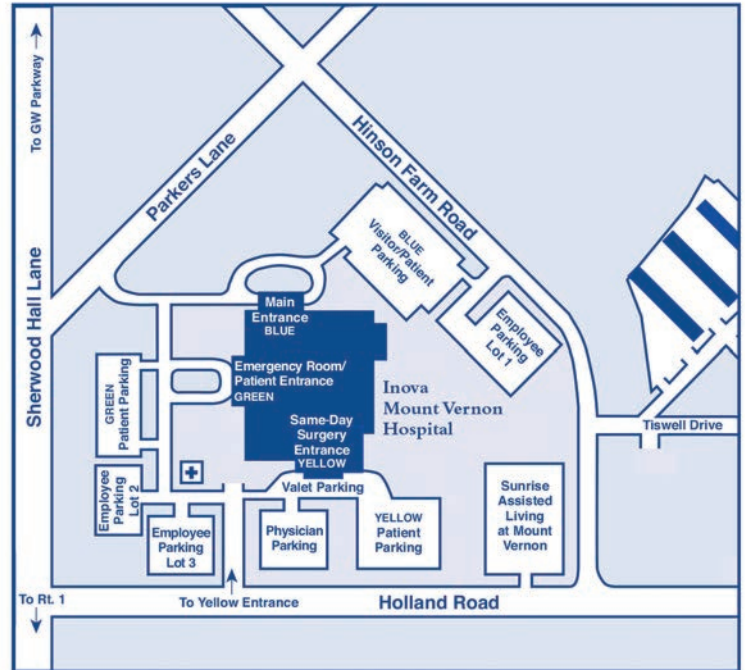 To GW Parkway
Sherwood Hall Lane
Parkers Lane
Hinson Farm Road
BLUE
Visitor/Patient
Parking
Employee
Parking
Lot 1
Main
Entrance
BLUE
Emergency Room/
Patient Entrance
GREEN
Inova
Mount Vernon
Hospital
Same-Day
Surgery
Entrance
YELLOW
GREEN
Patient Parking
Tiswell Drive
Valet Parking
Employee
Parking
Lot 2
Employee
Parking
Lot 3
Physician
Parking
YELLOW
Patient
Parking
Sunrise
Assisted
Living
at Mount
Vernon
To Rt. 1
To Yellow Entrance
Holland Road